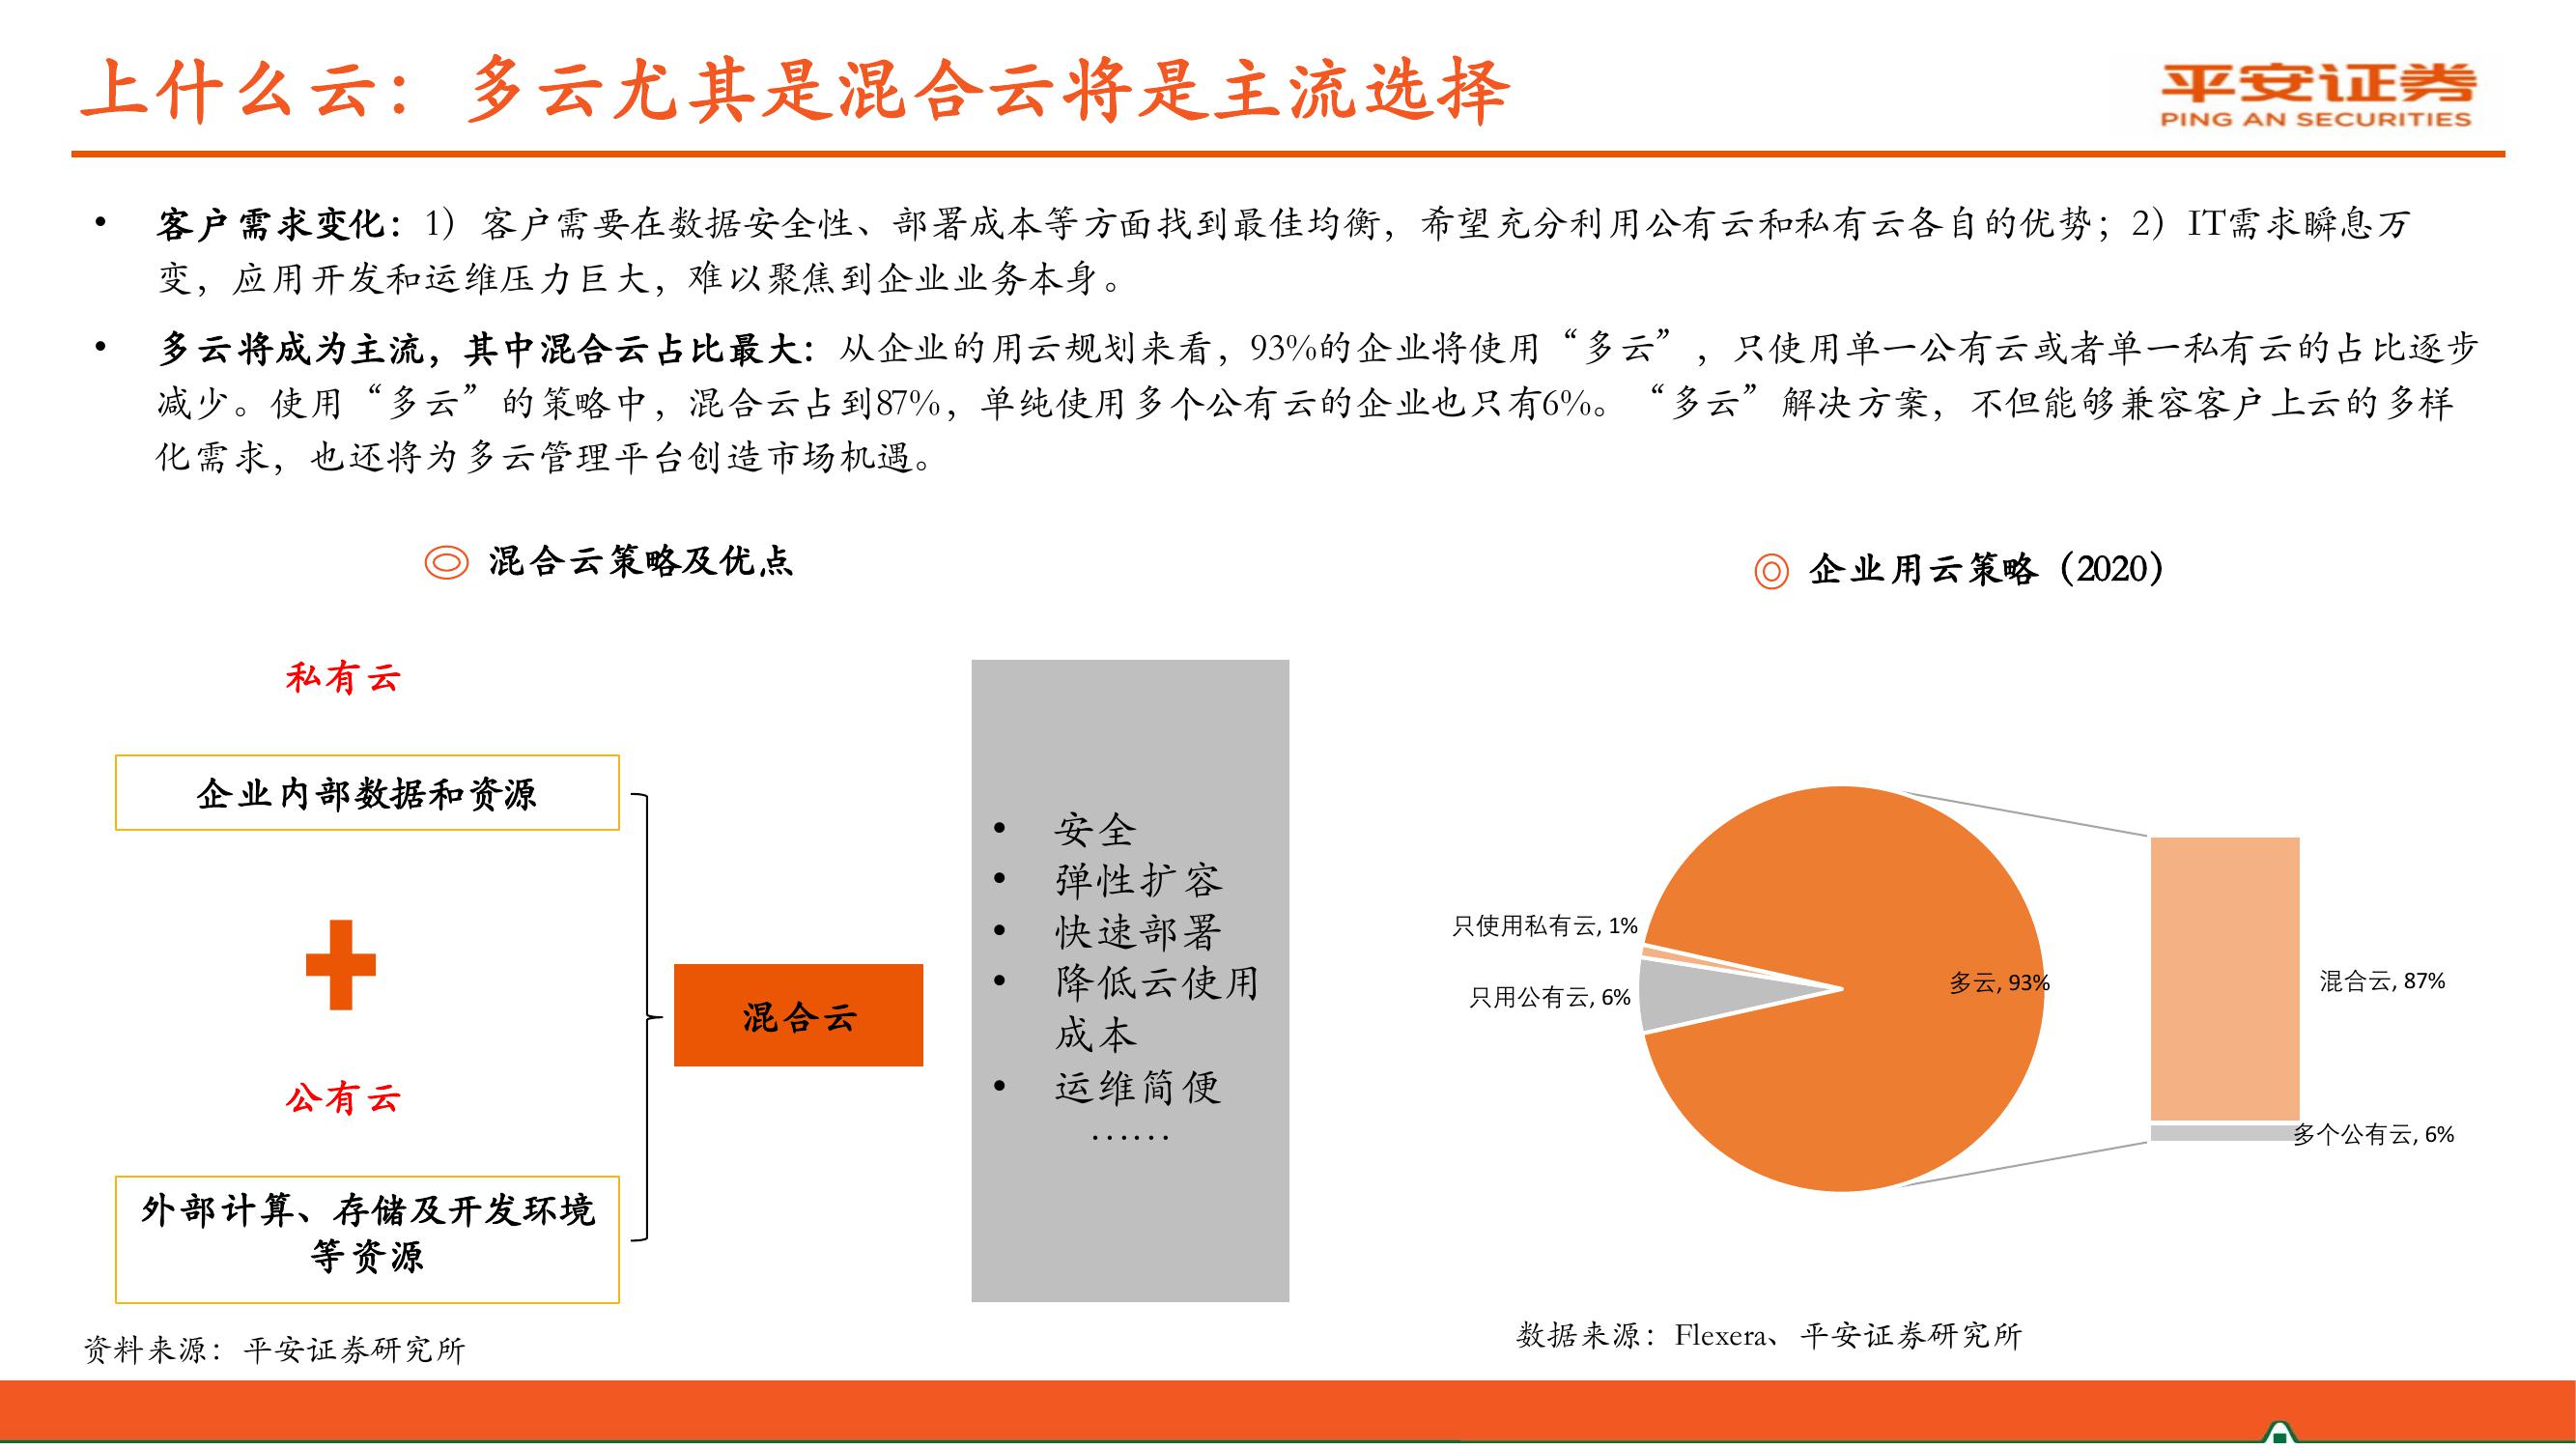 上什么云：多云尤其是混合云将是主流选择
平安证券
PING AN SECURITIES
• 客户需求变化：1）客户需要在数据安全性、部署成本等方面找到最佳均衡，希望充分利用公有云和私有云各自的优势；2）IT需求瞬息万
变，应用开发和运维压力巨大，难以聚焦到企业业务本身。
• 多云将成为主流，其中混合云占比最大：从企业的用云规划来看，93%的企业将使用“多云”，只使用单一公有云或者单一私有云的占比逐步
减少。使用“多云”的策略中，混合云占到87%，单纯使用多个公有云的企业也只有6%。“多云”解决方案，不但能够兼容客户上云的多样
化需求，也还将为多云管理平台创造市场机遇。
混合云策略及优点
私有云
企业内部数据和资源
公有云
外部计算、存储及开发环境
等资源
混合云
• 安全
• 弹性扩容
• 快速部署
• 降低云使用
成本
• 运维简便
……
资料来源：平安证券研究所
企业用云策略（2020）
只使用私有云, 1%
只用公有云, 6%
多云, 93%
混合云, 87%
多个公有云, 6%
数据来源：Flexera、平安证券研究所